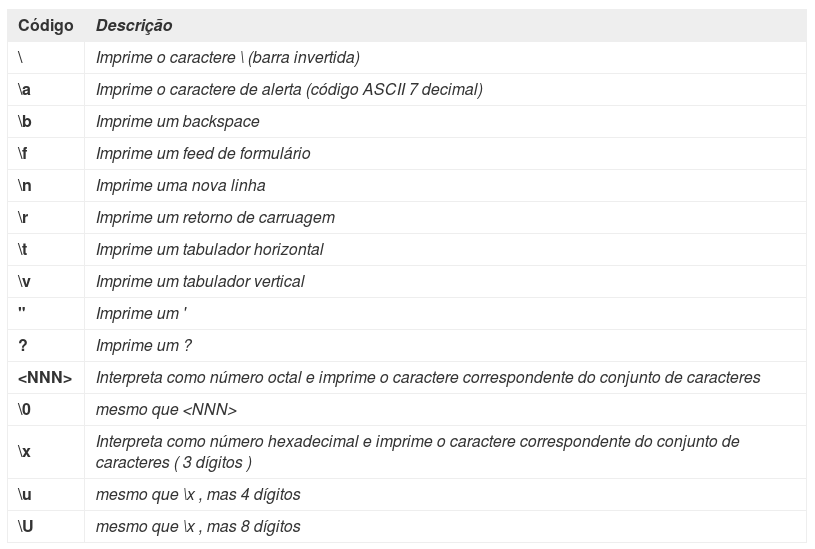 Código Descrição
\ Imprime o caractere \ (barra invertida)
\a Imprime o caractere de alerta (código ASCII 7 decimal)
\b Imprime um backspace
\f Imprime um feed de formulário
\n Imprime uma nova linha
\r Imprime um retorno de carruagem
\t Imprime um tabulador horizontal
\v Imprime um tabulador vertical
" Imprime um '
? Imprime um ?
<NNN> Interpreta como número octal e imprime o caractere correspondente do conjunto de caracteres
\0 mesmo que <NNN>
\x Interpreta como número hexadecimal e imprime o caractere correspondente do conjunto de
caracteres ( 3 dígitos )
\u mesmo que \x , mas 4 dígitos
\U mesmo que \x , mas 8 dígitos